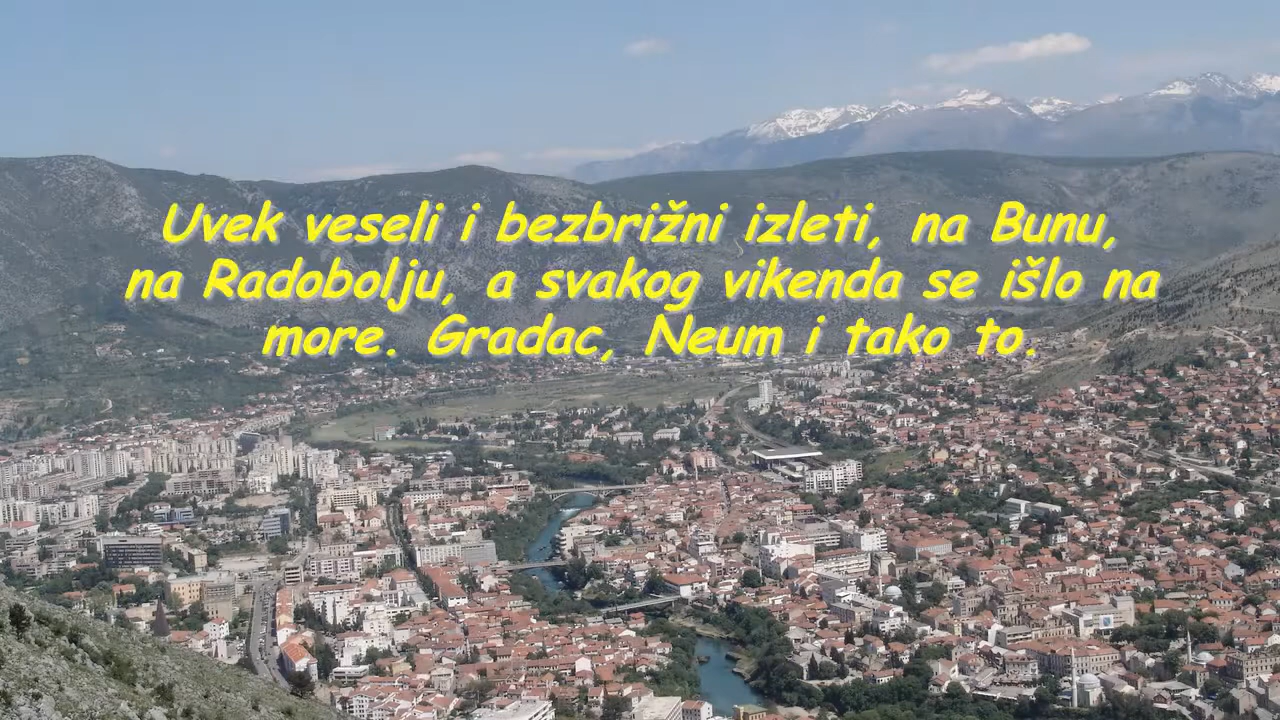 Uvek veseli i bezbrižni izleti, na Bunu,
na Radobolju, a svakog vikenda se išlo na
more. Gradac, Neum i tako to.